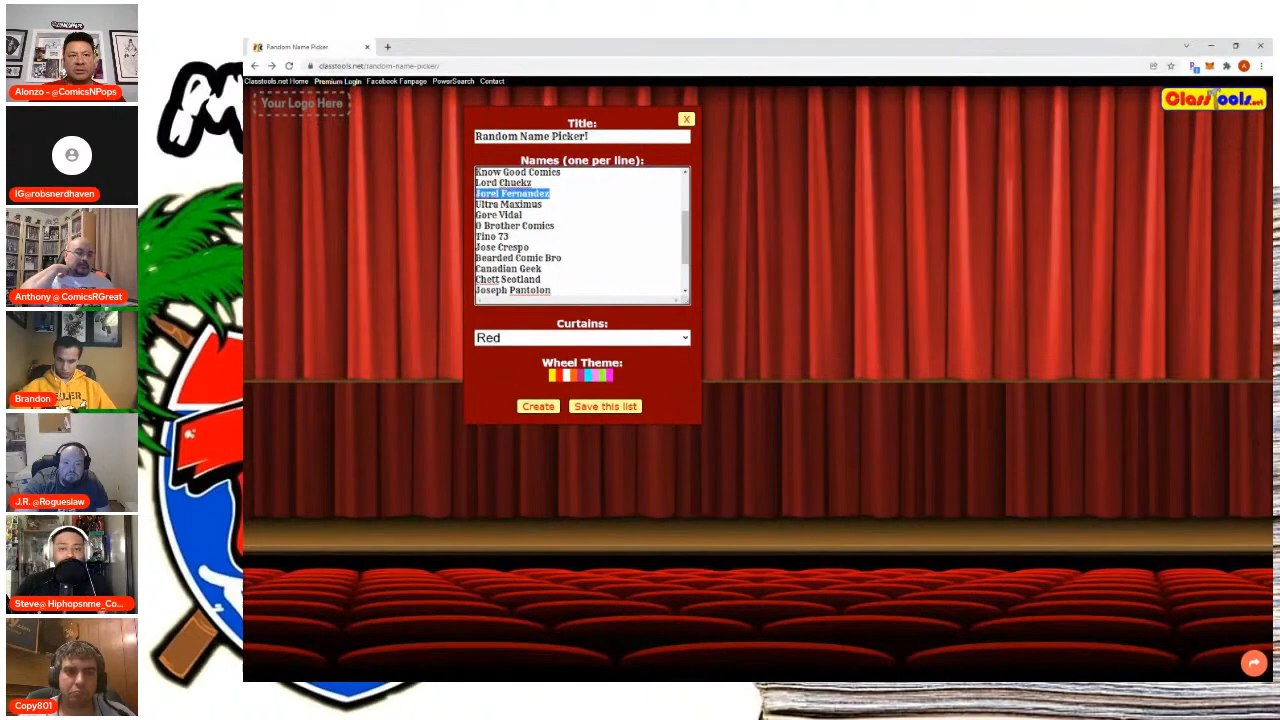 Alonzo - @ComicsNPops
IG@robsnerdhaven
Anthony @ ComicsRGreat
Brandon
J.R. @Rogueslaw
Steve@ Hiphopsnme_Co...
Copy801
Random Name Picker
classtools.net/random-name-picker/
A
Classtools.net Home Premium Login Facebook Fanpage PowerSearch Contact
Your Logo Here
ClassTools.net
X
Title:
Random Name Picker!
Names (one per line):
Know Good Comics
Lord Chuckz
Jorel Fernandez
Ultra Maximus
Gore Vidal
O Brother Comics
Tino 73
Jose Crespo
Bearded Comic Bro
Canadian Geek
Chett Scotland
Joseph Pantolon
Curtains:
Red
Wheel Theme:
Create Save this list